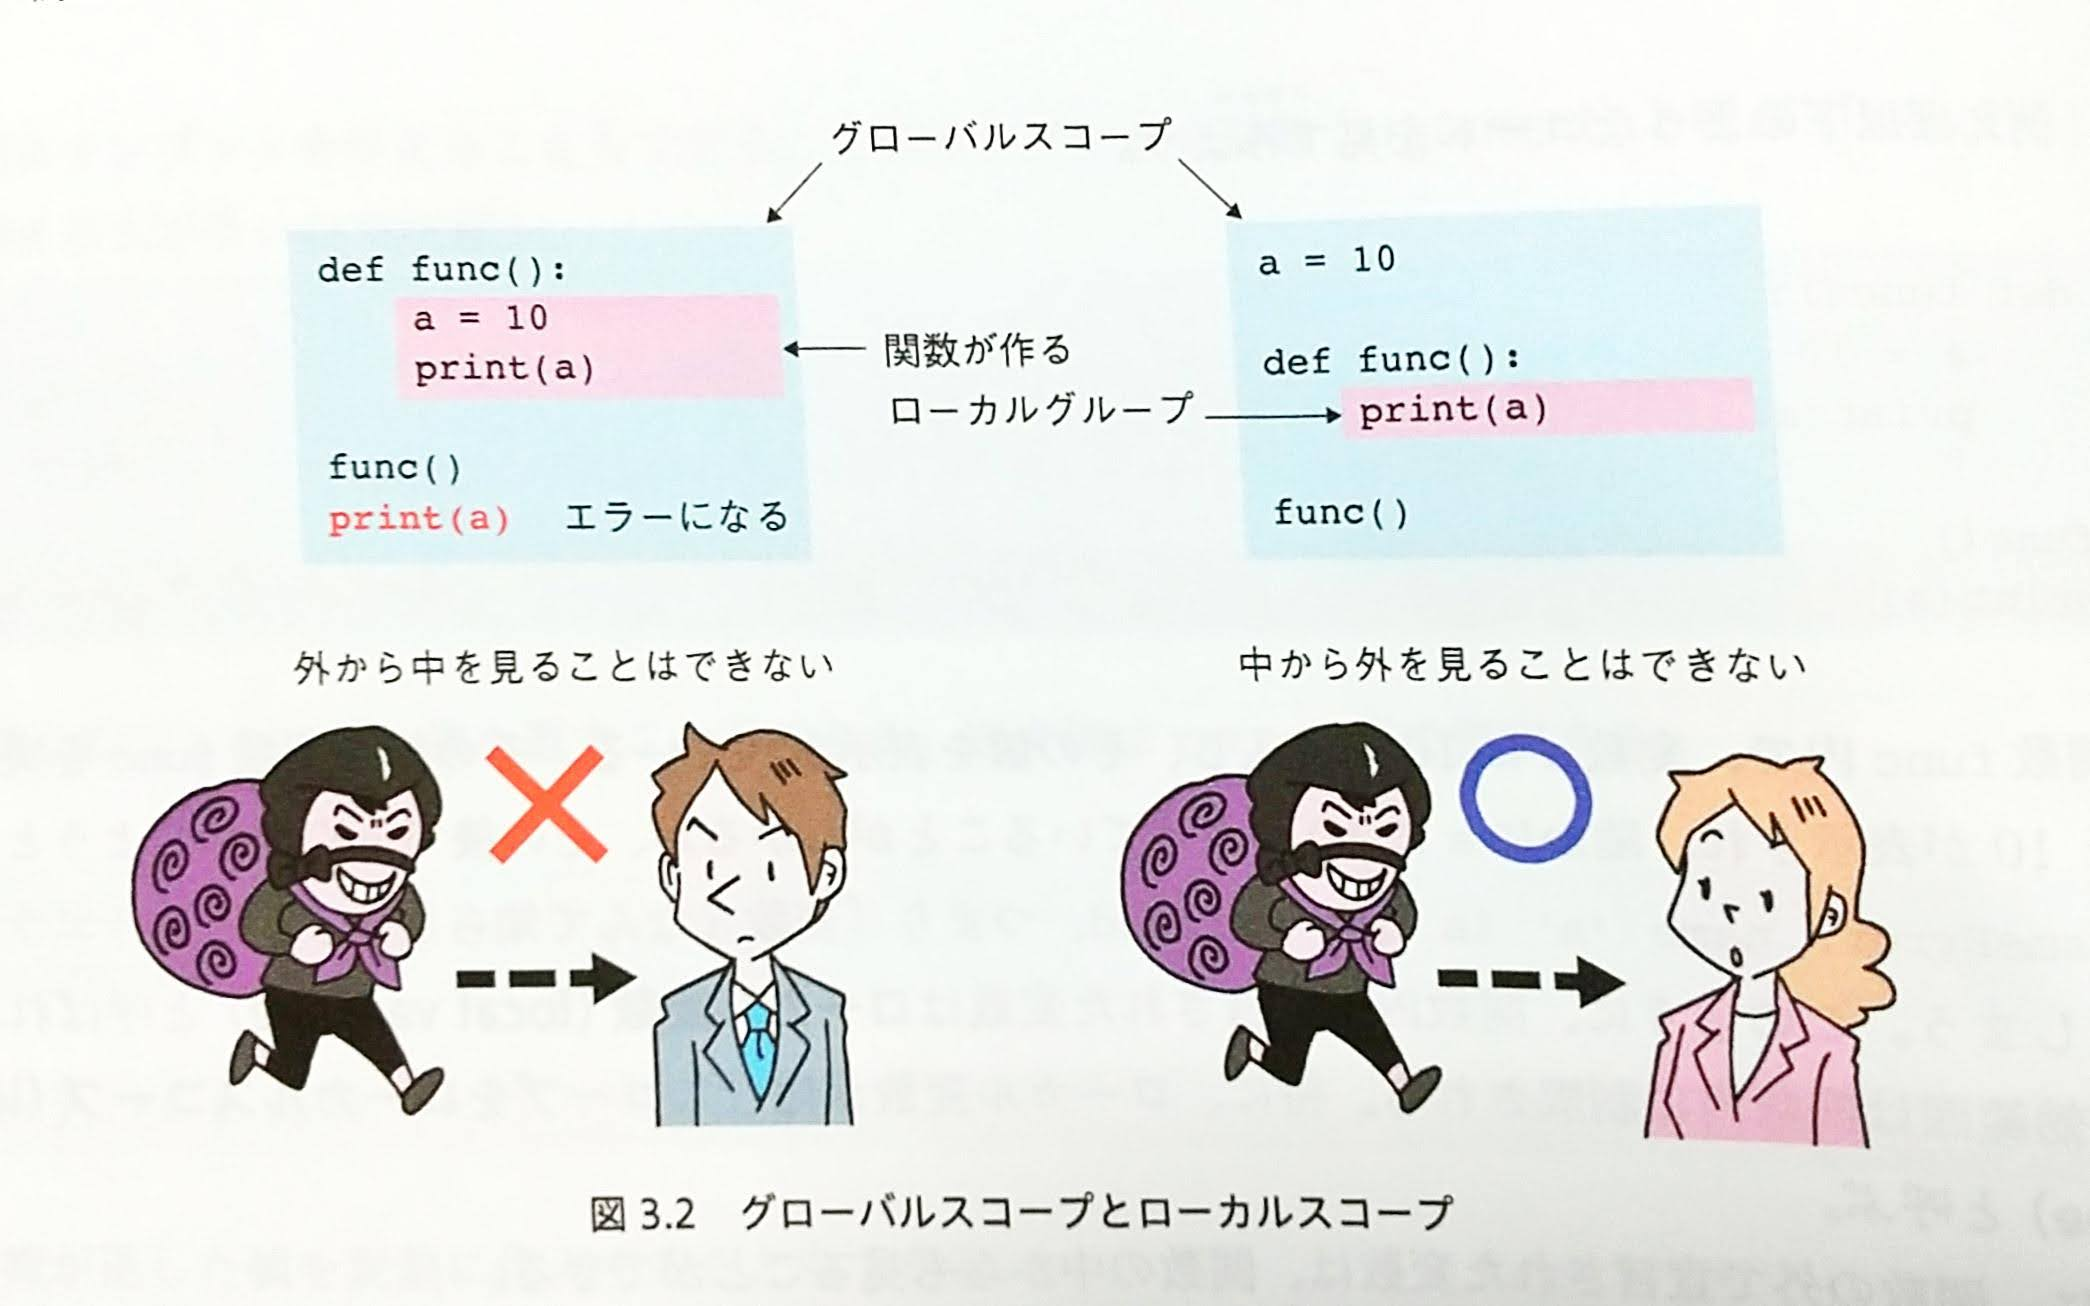 グローバルスコープ
def func():
a = 10
print(a)
func()
print(a) エラーになる
関数が作る
ローカルグループ
a = 10
def func():
print(a)
func()
外から中を見ることはできない
中から外を見ることはできない
図 3.2 グローバルスコープとローカルスコープ